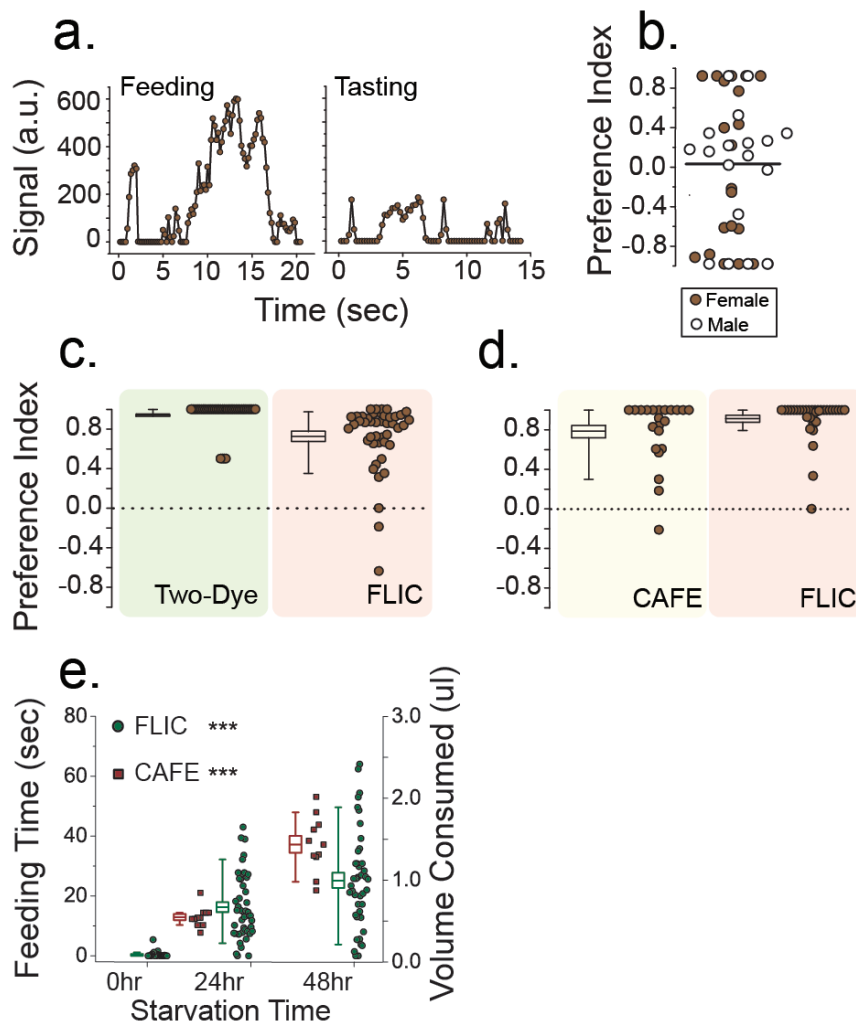 a.
Feeding
Tasting
Signal (a.u.)
600
400
200
0
0 5 10 15 20
0 5 10 15
Time (sec)
b.
Preference Index
0.8
0.4
0.0
-0.4
-0.8
Female
Male
c.
Preference Index
0.8
0.4
0.0
-0.4
-0.8
Two-Dye
FLIC
d.
0.8
0.4
0.0
-0.4
-0.8
CAFE
FLIC
e.
Feeding Time (sec)
80
60
40
20
0
FLIC ***
CAFE ***
3.0
2.0
1.0
0.0
Volume Consumed (ul)
0hr 24hr 48hr
Starvation Time